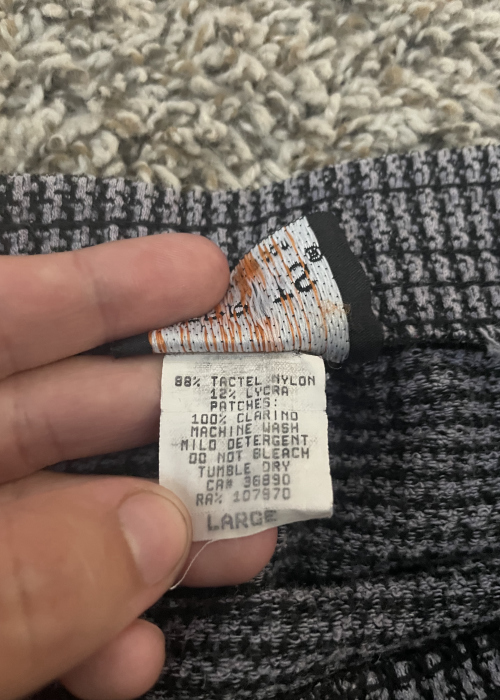 88% TACTEL NYLON
12% LYCRA
PATCHES:
100% CLARINO
MACHINE WASH
MILD DETERGENT
DO NOT BLEACH
TUMBLE DRY
CA# 38890
RA% 107970
LARGE